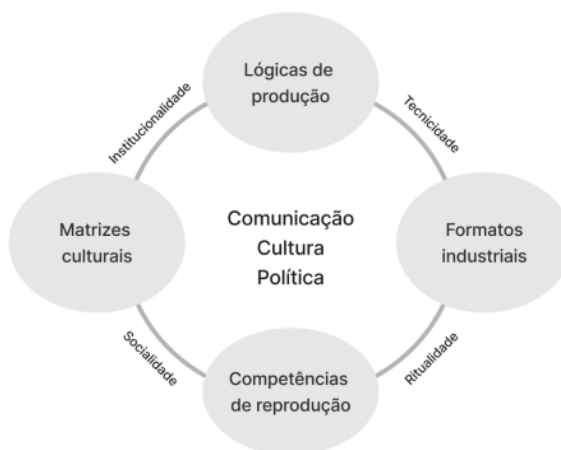 Lógicas de
produção
Institucionalidade
Tecnicidade
Matrizes
culturais
Comunicação
Cultura
Política
Formatos
industriais
Socialidade
Ritualidade
Competências
de reprodução